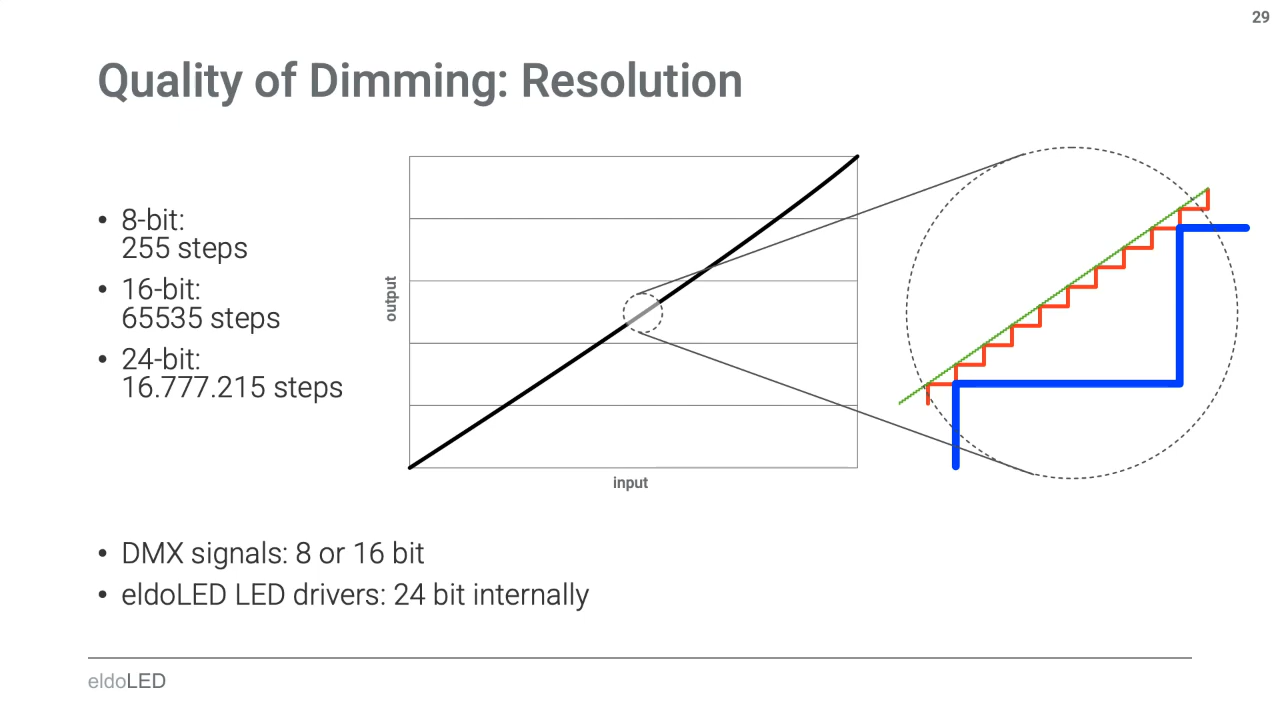 29
Quality of Dimming: Resolution
• 8-bit:
255 steps
• 16-bit:
65535 steps
• 24-bit:
16.777.215 steps
output
input
• DMX signals: 8 or 16 bit
• eldoLED LED drivers: 24 bit internally
eldoLED